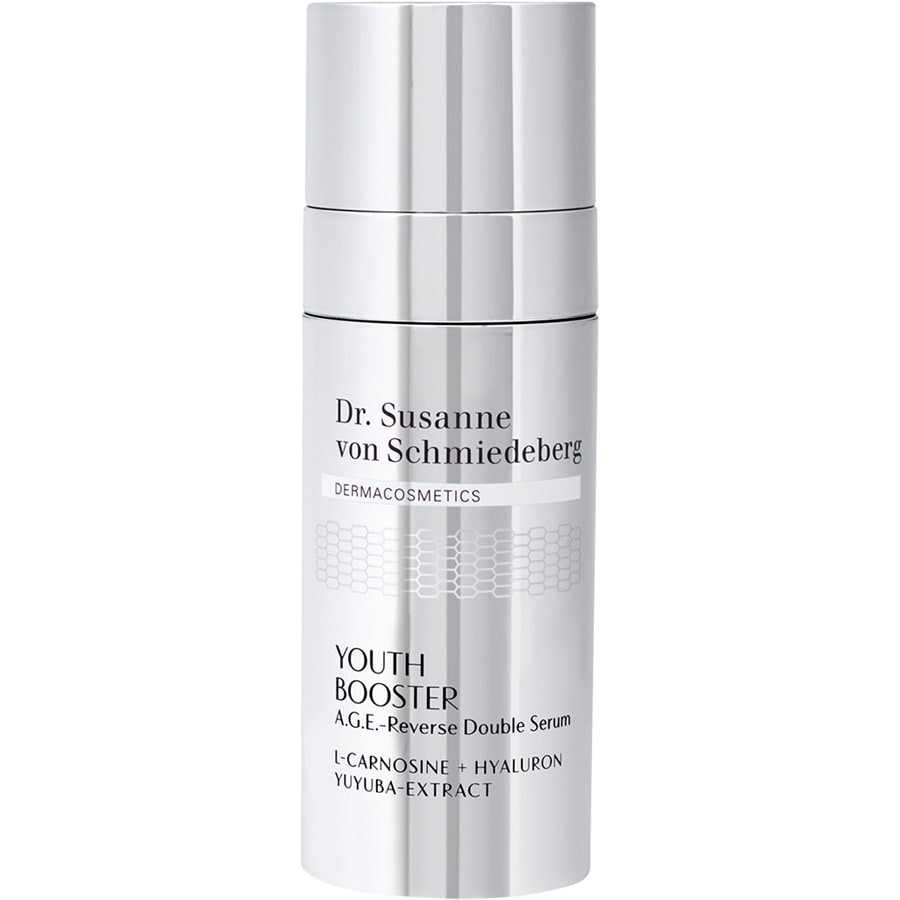 Dr. Susanne
von Schmiedeberg
DERMACOSMETICS
YOUTH
BOOSTER
A.G.E.-Reverse Double Serum
L-CARNOSINE + HYALURON
YUYUBA-EXTRACT